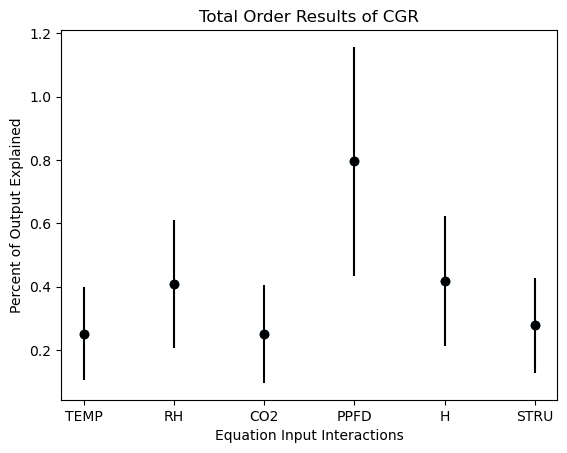 Total Order Results of CGR
Percent of Output Explained
1.2
1.0
0.8
0.6
0.4
0.2
TEMP RH CO2 PPFD H STRU
Equation Input Interactions